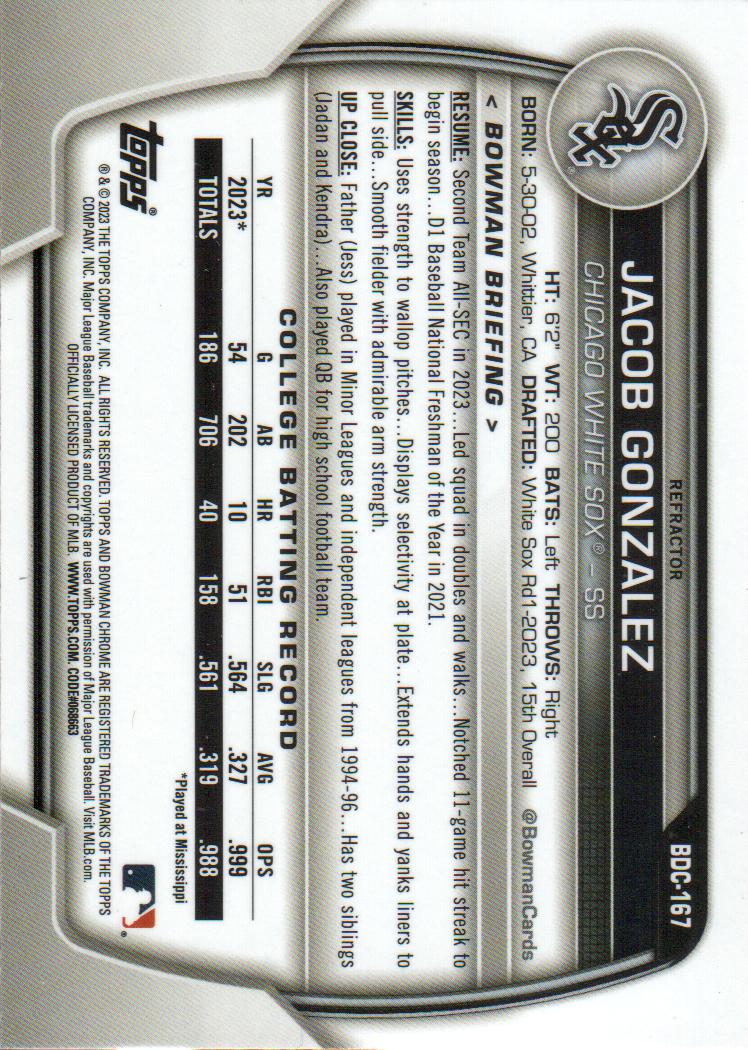 REFRACTOR
BDC-167
JACOB GONZALEZ
CHICAGO WHITE SOX® – SS
Sox
HT: 6'2" WT: 200 BATS: Left THROWS: Right
BORN: 5-30-02, Whittier, CA DRAFTED: White Sox Rd1-2023, 15th Overall @BowmanCards
< BOWMAN BRIEFING >
RESUME: Second Team All-SEC in 2023...Led squad in doubles and walks...Notched 11-game hit streak to
begin season...D1 Baseball National Freshman of the Year in 2021.
SKILLS: Uses strength to wallop pitches...Displays selectivity at plate...Extends hands and yanks liners to
pull side...Smooth fielder with admirable arm strength.
UP CLOSE: Father (Jess) played in Minor Leagues and independent leagues from 1994-96...Has two siblings
(Jadan and Kendra)...Also played QB for high school football team.
COLLEGE BATTING RECORD
YR G AB HR RBI SLG AVG OPS
2023* 54 202 10 51 .564 .327 .999
TOTALS 186 706 40 158 .561 .319 .988
*Played at Mississippi
topps®
® & © 2023 THE TOPPS COMPANY, INC. ALL RIGHTS RESERVED. TOPPS AND BOWMAN CHROME ARE REGISTERED TRADEMARKS OF THE TOPPS
COMPANY, INC. Major League Baseball trademarks and copyrights are used with permission of Major League Baseball. Visit MLB.com.
OFFICIALLY LICENSED PRODUCT OF MLB. WWW.TOPPS.COM. CODE#068663